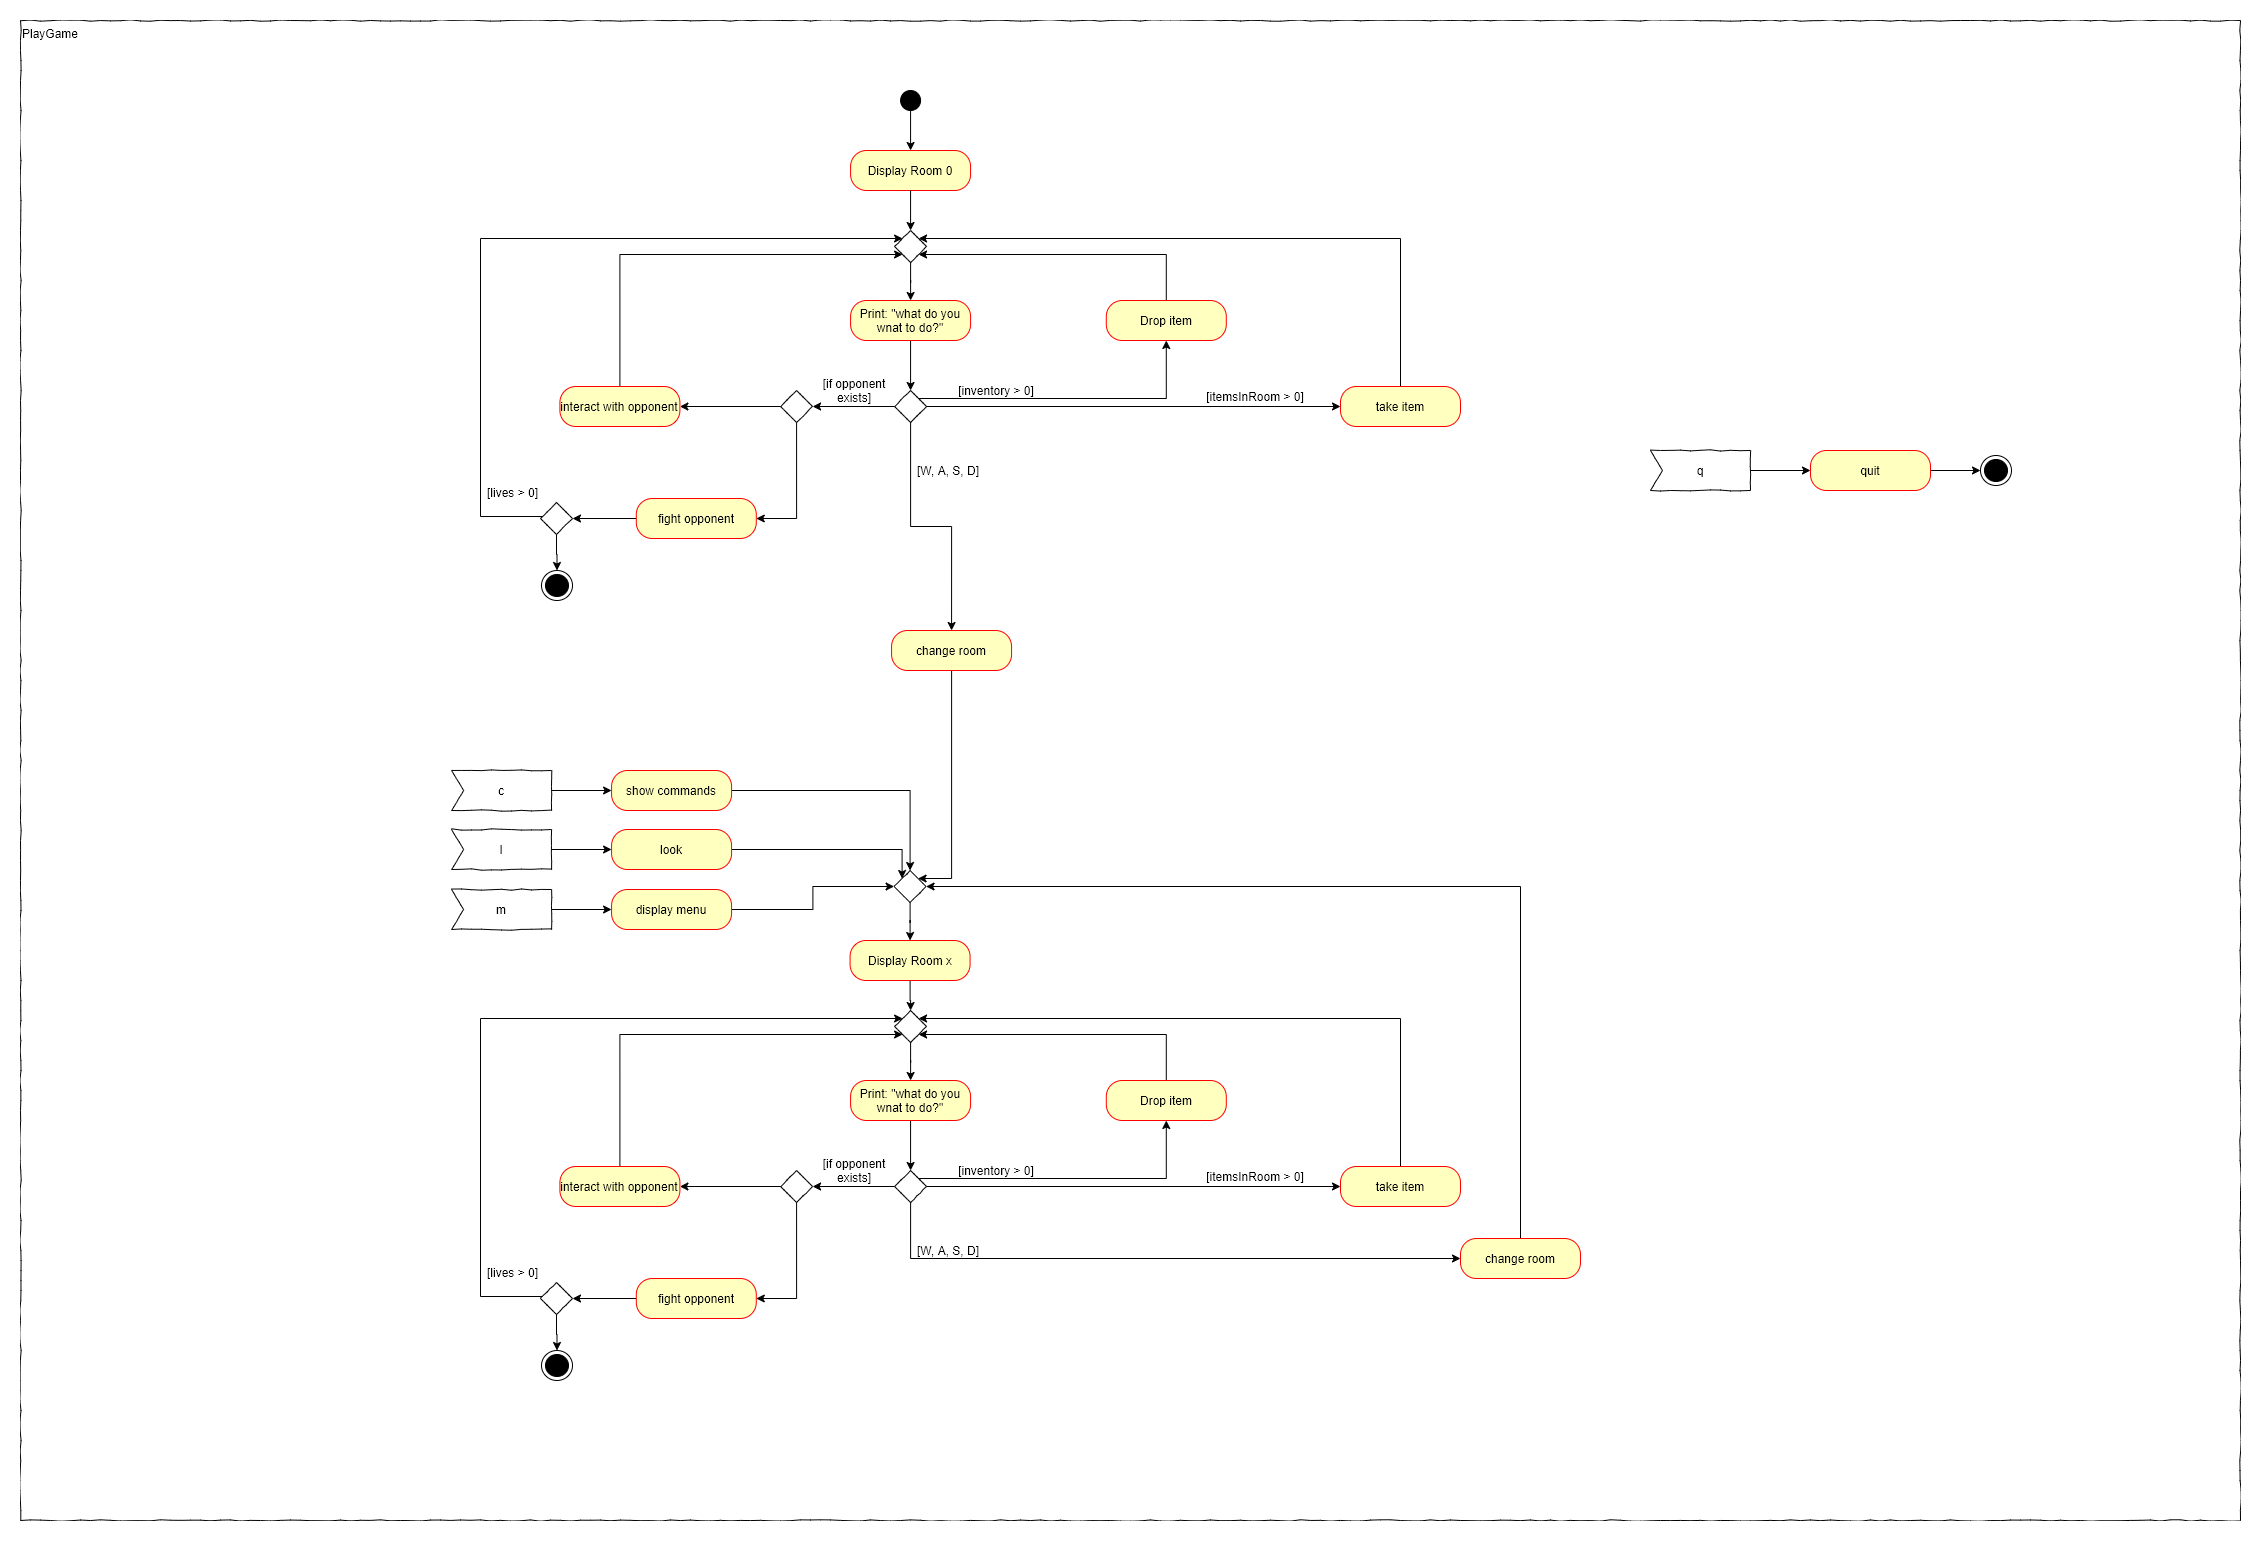 PlayGame
Display Room 0
Print: "what do you
wnat to do?"
Drop item
[if opponent
exists]
[inventory > 0]
[itemsInRoom > 0]
interact with opponent
take item
[W, A, S, D]
q
quit
[lives > 0]
fight opponent
change room
c
show commands
l
look
m
display menu
Display Room x
Print: "what do you
wnat to do?"
Drop item
[if opponent
exists]
[inventory > 0]
[itemsInRoom > 0]
interact with opponent
take item
[W, A, S, D]
change room
[lives > 0]
fight opponent